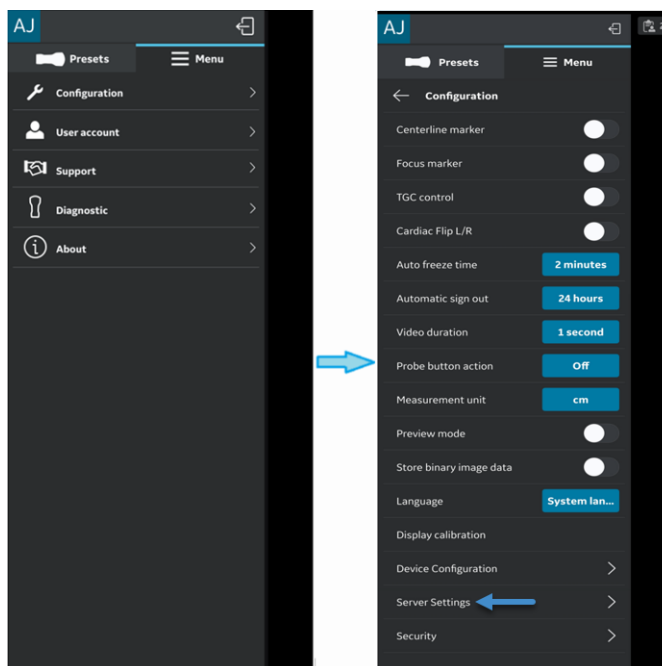 AJ
Presets
Menu
Configuration
User account
Support
Diagnostic
About
AJ
Presets
Menu
Configuration
Centerline marker
Focus marker
TGC control
Cardiac Flip L/R
Auto freeze time 2 minutes
Automatic sign out 24 hours
Video duration 1 second
Probe button action Off
Measurement unit cm
Preview mode
Store binary image data
Language System lan...
Display calibration
Device Configuration
Server Settings
Security